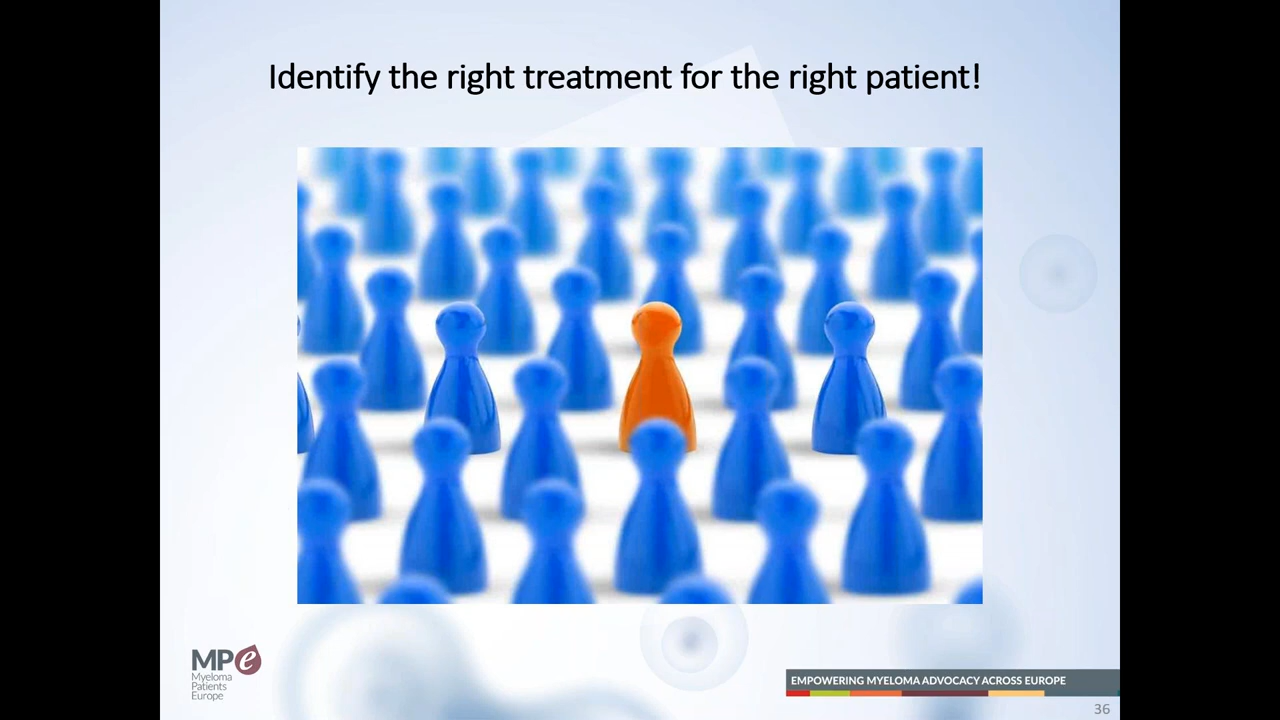 Identify the right treatment for the right patient!
MPe
Myeloma
Patients
Europe
EMPOWERING MYELOMA ADVOCACY ACROSS EUROPE
36